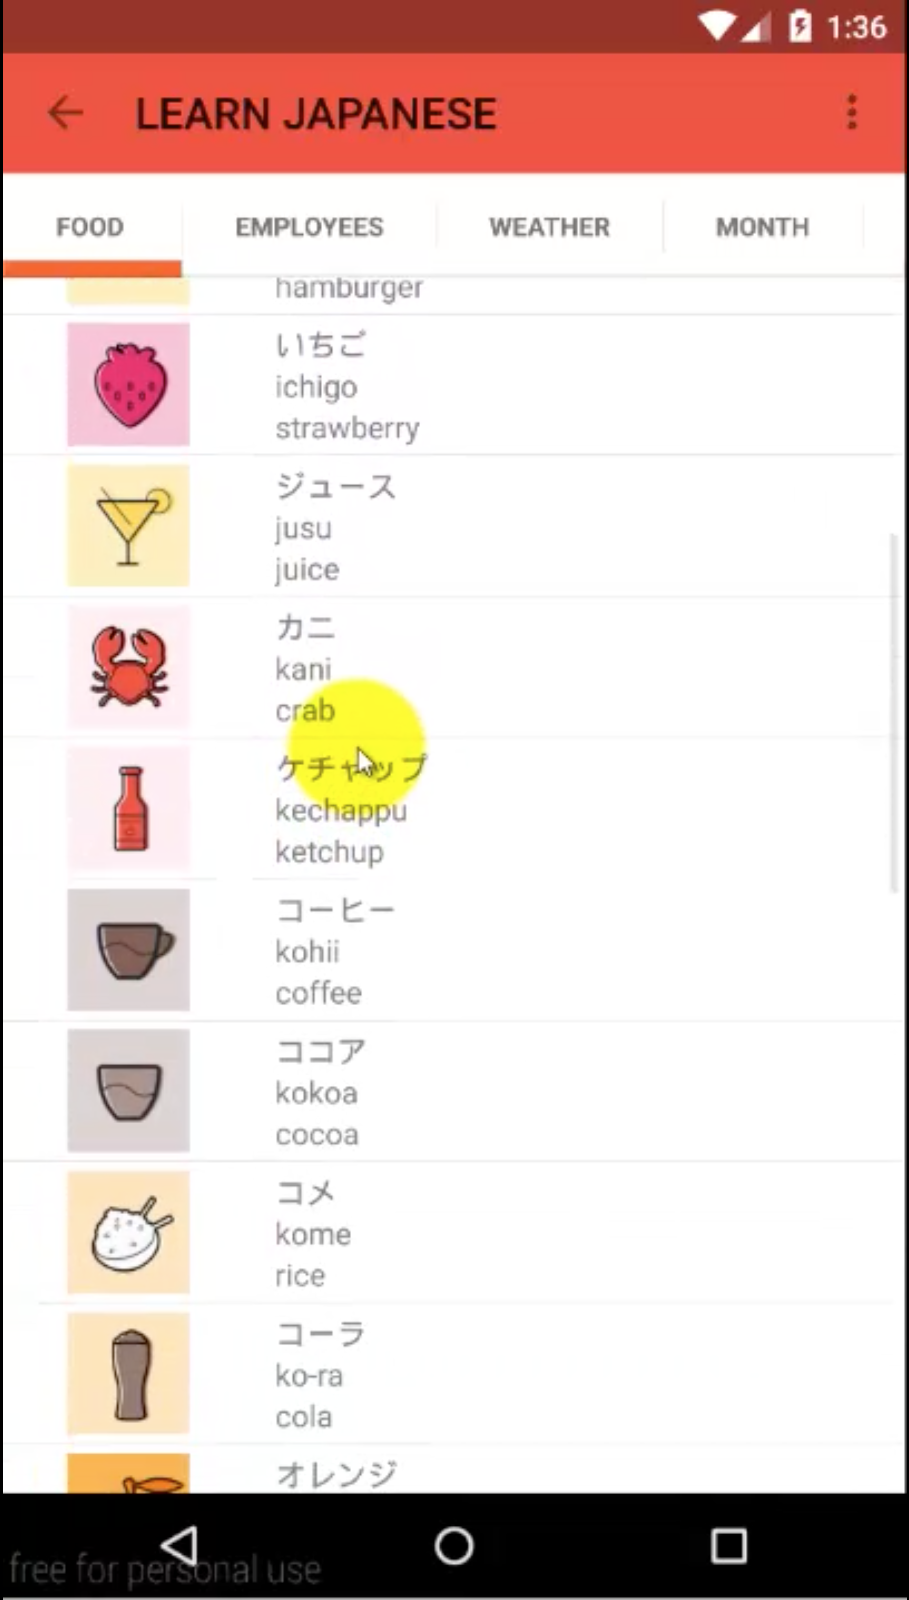 1:36
LEARN JAPANESE
FOOD EMPLOYEES WEATHER MONTH
hamburger
いちご
ichigo
strawberry
ジュース
jusu
juice
カニ
kani
crab
ケチャップ
kechappu
ketchup
コーヒー
kohii
coffee
ココア
kokoa
cocoa
コメ
kome
rice
コーラ
ko-ra
cola
オレンジ
free for personal use